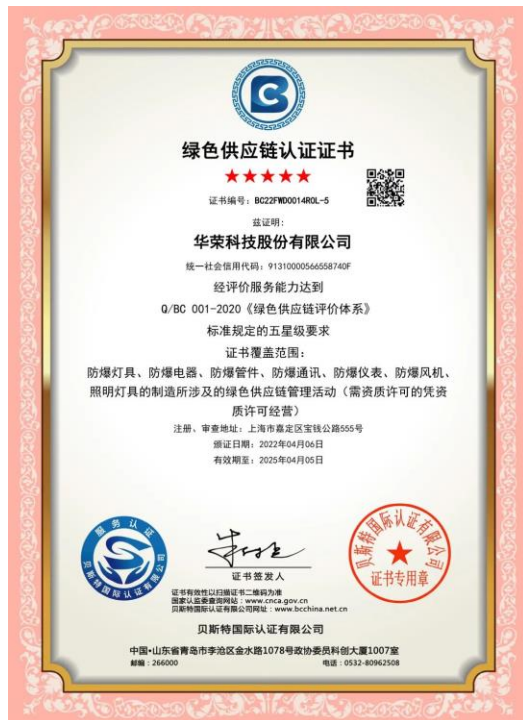 绿色供应链认证证书
★★★★★
证书编号：BC22FWD0014R0L-5
兹证明：
华荣科技股份有限公司
统一社会信用代码：91310000566558740F
经评价服务能力达到
Q/BC 001-2020《绿色供应链评价体系》
标准规定的五星级要求
证书覆盖范围：
防爆灯具、防爆电器、防爆管件、防爆通讯、防爆仪表、防爆风机、
照明灯具的制造所涉及的绿色供应链管理活动（需资质许可的凭资
质许可经营）
注册、审查地址：上海市嘉定区宝钱公路555号
颁证日期：2022年04月06日
有效期至：2025年04月05日
服务认证
贝斯特国际认证有限公司
证书签发人
贝斯特国际认证有限公司
证书专用章
证书有效性以扫描证书二维码为准
国家认监委查询网站：www.cnca.gov.cn
贝斯特国际认证有限公司网址：www.bcchina.net.cn
贝斯特国际认证有限公司
中国•山东省青岛市李沧区金水路1078号政协委员科创大厦1007室
邮编：266000
电话：0532-80962508